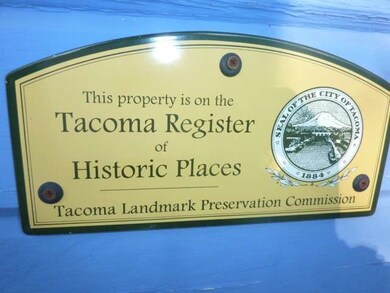 This property is on the
Tacoma Register
of
Historic Places
Tacoma Landmark Preservation Commission
SEAL OF THE CITY OF TACOMA
1884